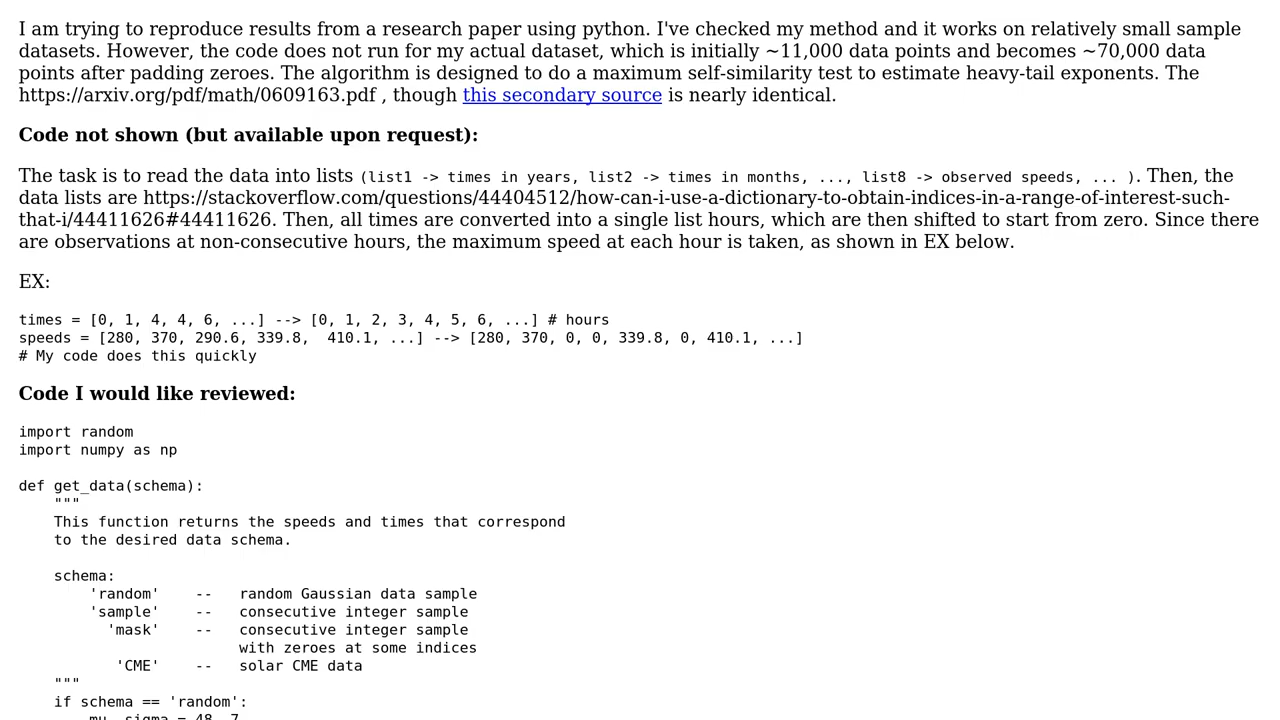 I am trying to reproduce results from a research paper using python. I've checked my method and it works on relatively small sample
datasets. However, the code does not run for my actual dataset, which is initially ~11,000 data points and becomes ~70,000 data
points after padding zeroes. The algorithm is designed to do a maximum self-similarity test to estimate heavy-tail exponents. The
https://arxiv.org/pdf/math/0609163.pdf , though this secondary source is nearly identical.
Code not shown (but available upon request):
The task is to read the data into lists (list1 -> times in years, list2 -> times in months, ..., list8 -> observed speeds, ... ). Then, the
data lists are https://stackoverflow.com/questions/44404512/how-can-i-use-a-dictionary-to-obtain-indices-in-a-range-of-interest-such-
that-i/44411626#44411626. Then, all times are converted into a single list hours, which are then shifted to start from zero. Since there
are observations at non-consecutive hours, the maximum speed at each hour is taken, as shown in EX below.
EX:
times = [0, 1, 4, 4, 6, ...] --> [0, 1, 2, 3, 4, 5, 6, ...] # hours
speeds = [280, 370, 290.6, 339.8,  410.1, ...] --> [280, 370, 0, 0, 339.8, 0, 410.1, ...]
# My code does this quickly
Code I would like reviewed:
import random
import numpy as np
def get_data(schema):
    """
    This function returns the speeds and times that correspond
    to the desired data schema.
    schema:
        'random'    --   random Gaussian data sample
        'sample'    --   consecutive integer sample
          'mask'    --   consecutive integer sample
                         with zeroes at some indices
           'CME'    --   solar CME data
    """
    if schema == 'random':
        mu, sigma = 48, 7